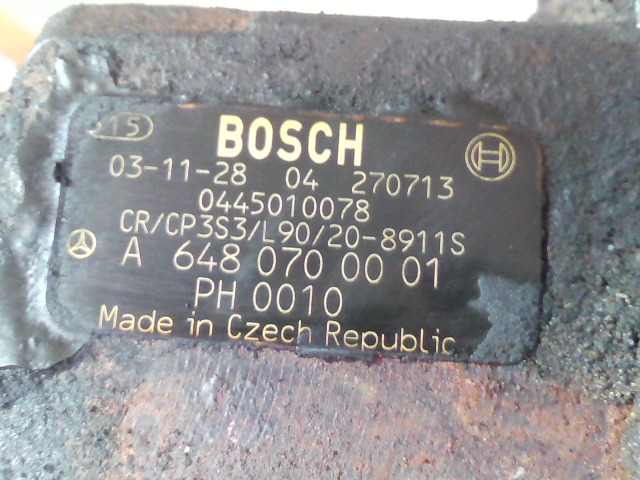 15
BOSCH
03-11-28 04 270713
0445010078
CR/CP3S3/L90/20-8911S
A 648 070 00 01
PH 0010
Made in Czech Republic